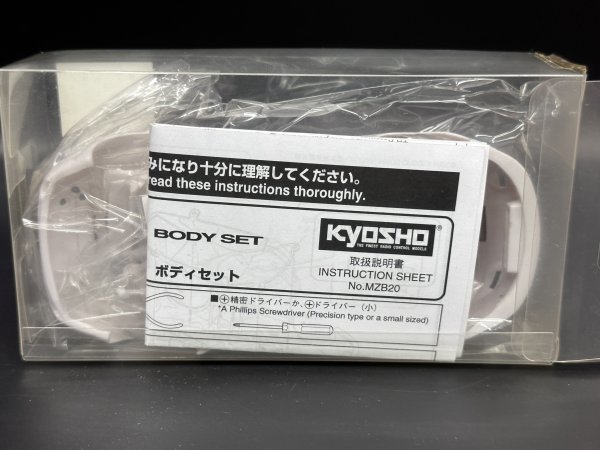 みになり十分に理解してください。
read these instructions thoroughly.
BODY SET
KYOSHO®
THE FINEST RADIO CONTROL MODELS
ボディセット
取扱説明書
INSTRUCTION SHEET
No.MZB20
■⊕精密ドライバーか、⊕ドライバー（小）
*A Phillips Screwdriver (Precision type or a small sized)